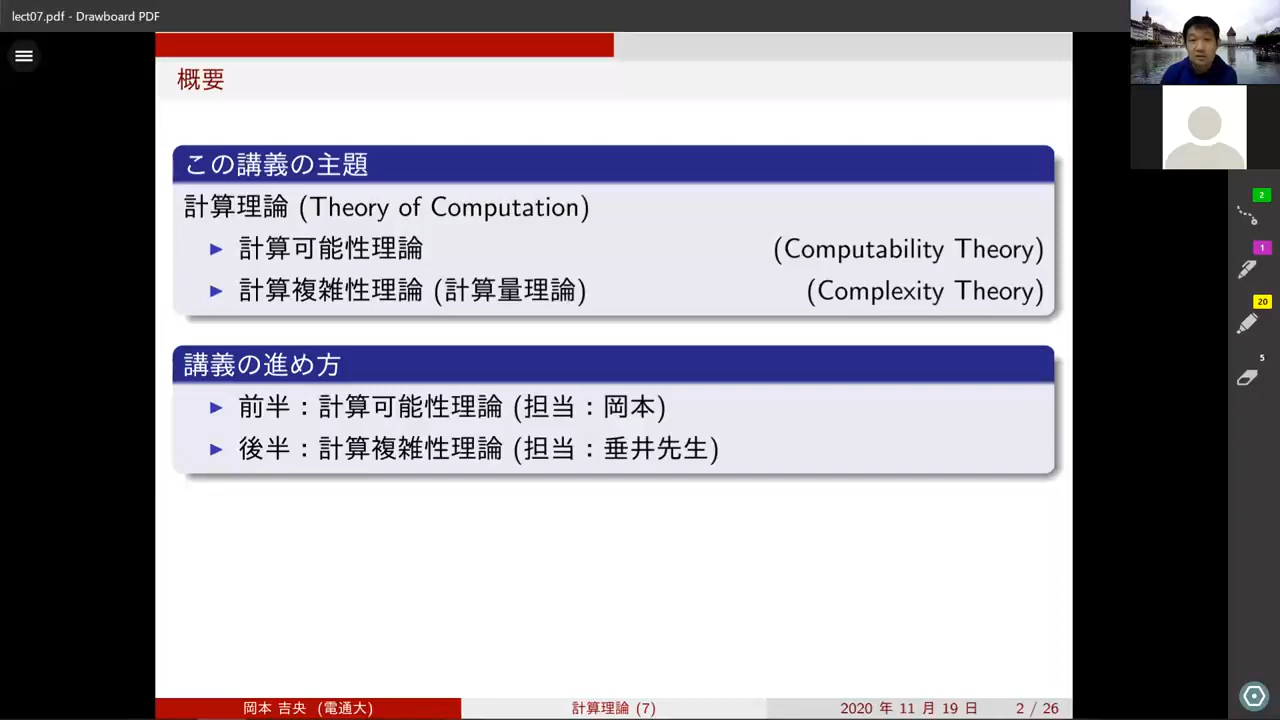 lect07.pdf - Drawboard PDF
概要
この講義の主題
計算理論 (Theory of Computation)
▶ 計算可能性理論 (Computability Theory)
▶ 計算複雑性理論 (計算量理論) (Complexity Theory)
講義の進め方
▶ 前半：計算可能性理論 (担当：岡本)
▶ 後半：計算複雑性理論 (担当：垂井先生)
岡本 吉央 (電通大) 計算理論 (7) 2020 年 11 月 19 日 2 / 26
2
1
20
5